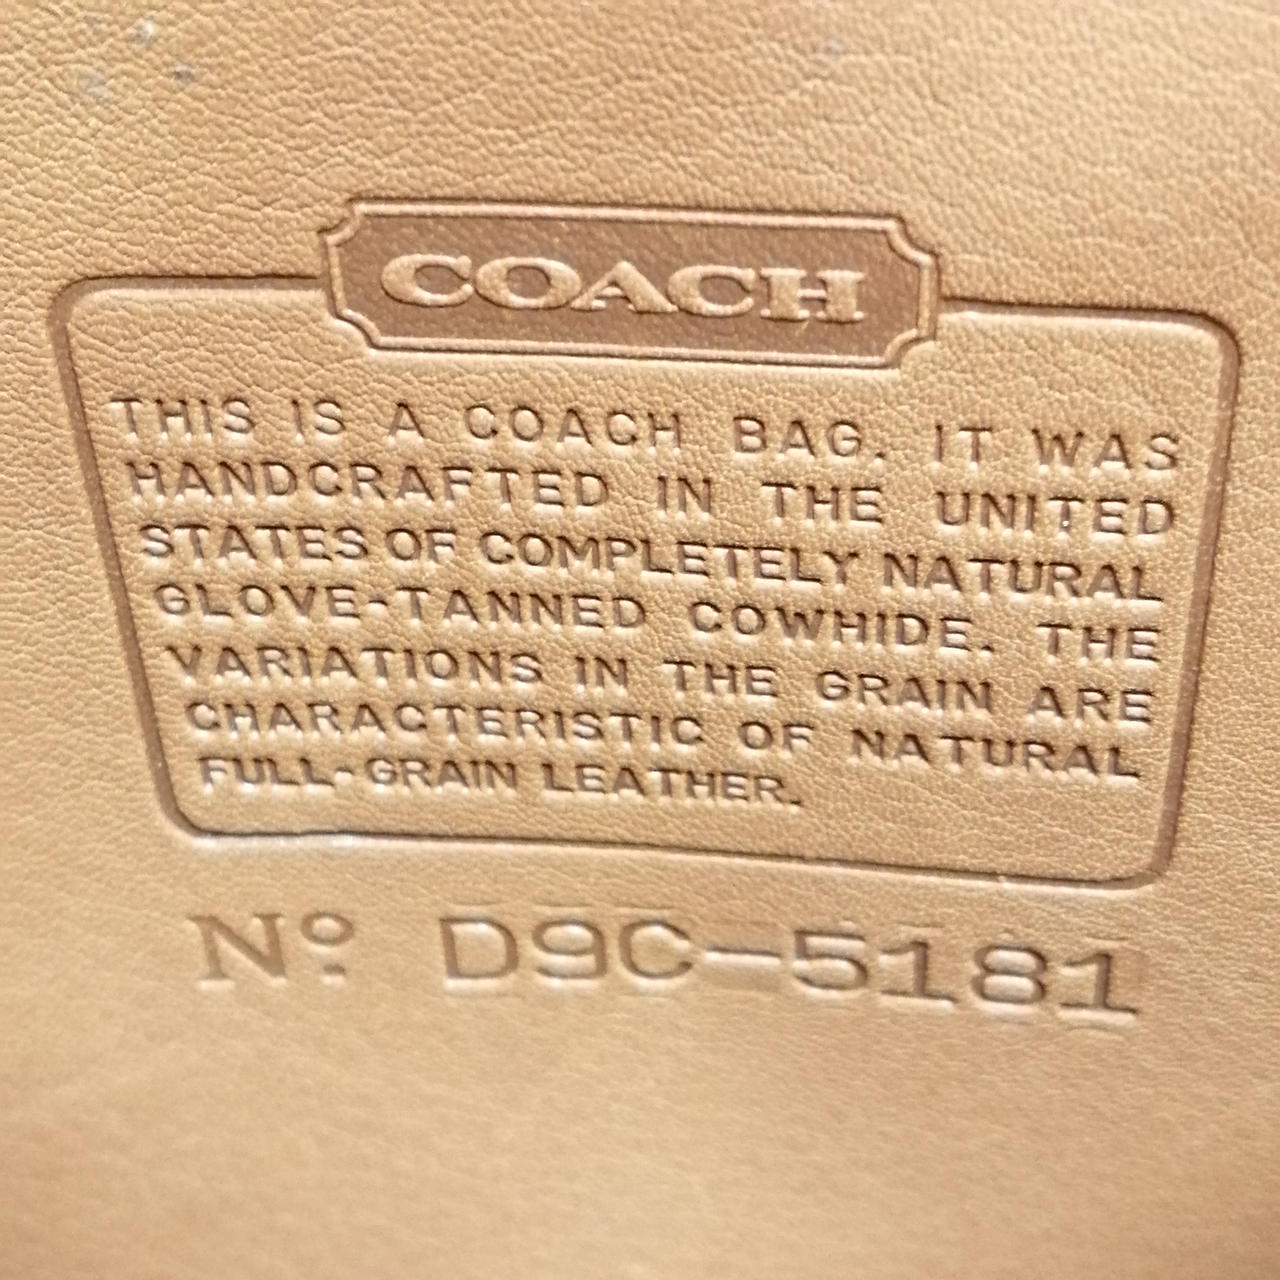 COACH
THIS IS A COACH BAG. IT WAS
HANDCRAFTED IN THE UNITED
STATES OF COMPLETELY NATURAL
GLOVE-TANNED COWHIDE. THE
VARIATIONS IN THE GRAIN ARE
CHARACTERISTIC OF NATURAL
FULL-GRAIN LEATHER.
Nº D9C-5181